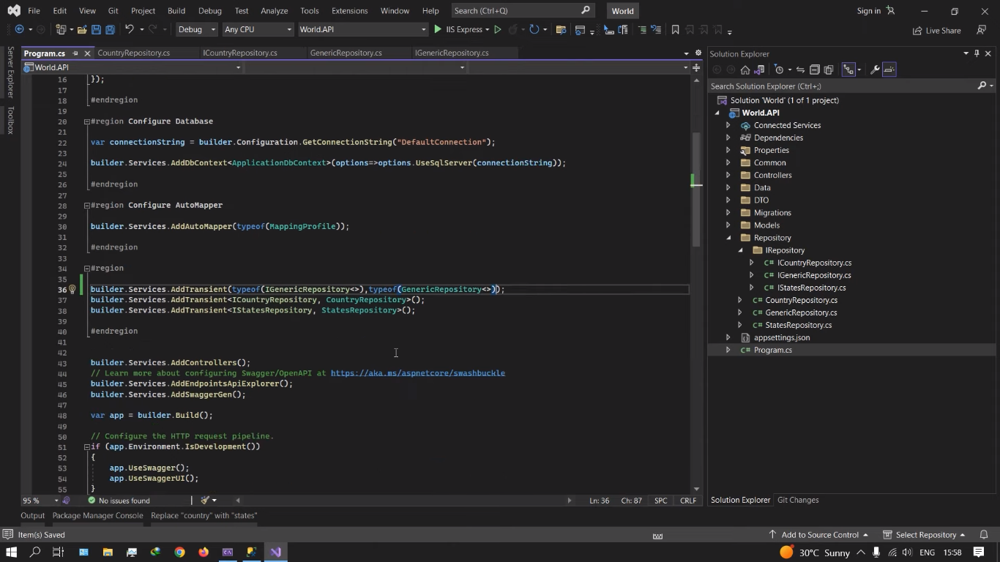 File Edit View Git Project Build Debug Test Analyze Tools Extensions Window Help Search (Ctrl+Q) World Sign in
Debug Any CPU World.API IIS Express Live Share
Server Explorer
Toolbox
Program.cs CountryRepository.cs ICountryRepository.cs GenericRepository.cs IGenericRepository.cs
World.API
16 });
17
18 #endregion
19
20 #region Configure Database
21
22 var connectionString = builder.Configuration.GetConnectionString("DefaultConnection");
23
24 builder.Services.AddDbContext<ApplicationDbContext>(options=>options.UseSqlServer(connectionString));
25
26 #endregion
27
28 #region Configure AutoMapper
29
30 builder.Services.AddAutoMapper(typeof(MappingProfile));
31
32 #endregion
33
34 #region
35
36 builder.Services.AddTransient(typeof(IGenericRepository<>),typeof(GenericRepository<>));
37 builder.Services.AddTransient<ICountryRepository, CountryRepository>();
38 builder.Services.AddTransient<IStatesRepository, StatesRepository>();
39
40 #endregion
41
42
43 builder.Services.AddControllers();
44 // Learn more about configuring Swagger/OpenAPI at https://aka.ms/aspnetcore/swashbuckle
45 builder.Services.AddEndpointsApiExplorer();
46 builder.Services.AddSwaggerGen();
47
48 var app = builder.Build();
49
50 // Configure the HTTP request pipeline.
51 if (app.Environment.IsDevelopment())
52 {
53 app.UseSwagger();
54 app.UseSwaggerUI();
55 }
95 % No issues found Ln: 36 Ch: 87 SPC CRLF
Output Package Manager Console Replace "country" with "states"
Solution Explorer
Search Solution Explorer (Ctrl+;)
Solution 'World' (1 of 1 project)
World.API
Connected Services
Dependencies
Properties
Common
Controllers
Data
DTO
Migrations
Models
Repository
IRepository
ICountryRepository.cs
IGenericRepository.cs
IStatesRepository.cs
CountryRepository.cs
GenericRepository.cs
StatesRepository.cs
appsettings.json
Program.cs
Solution Explorer Git Changes
Item(s) Saved Add to Source Control Select Repository
30°C Sunny ENG 15:58